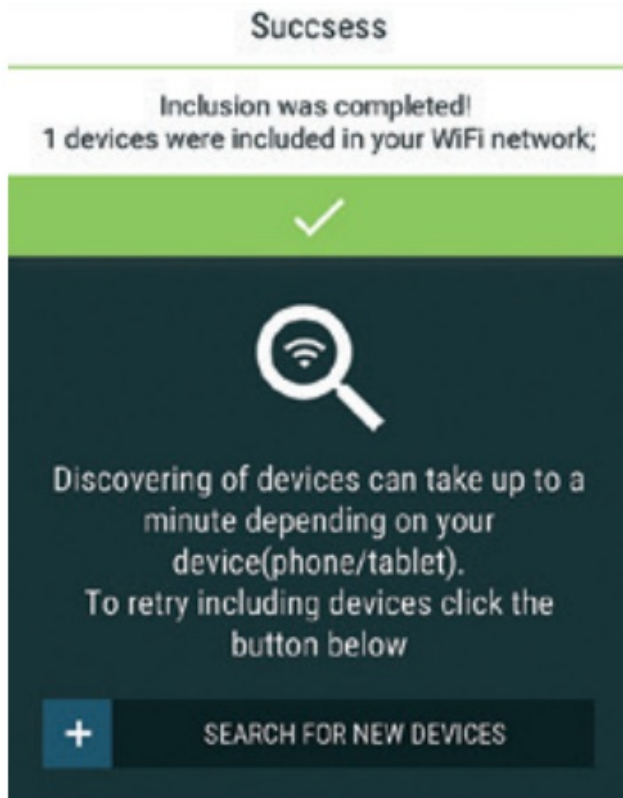 Succsess
Inclusion was completed!
1 devices were included in your WiFi network;
Discovering of devices can take up to a
minute depending on your
device(phone/tablet).
To retry including devices click the
button below
+ SEARCH FOR NEW DEVICES